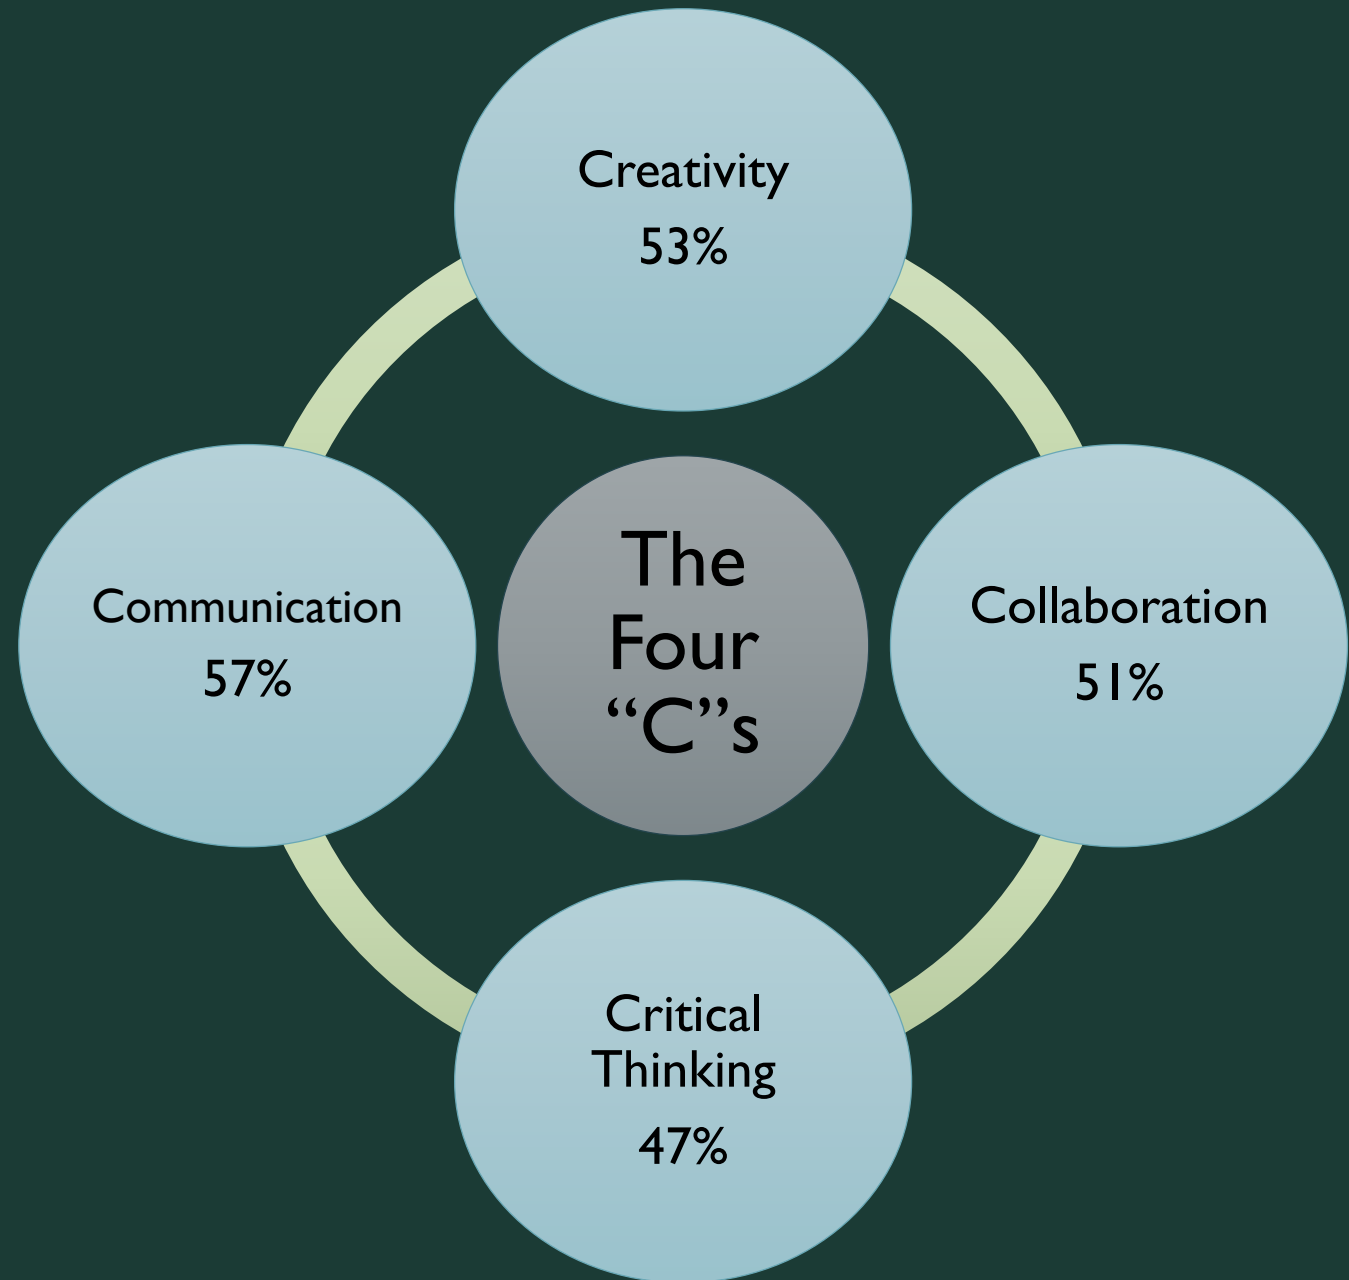 Creativity
53%
Communication
57%
The
Four
“C”s
Collaboration
51%
Critical
Thinking
47%